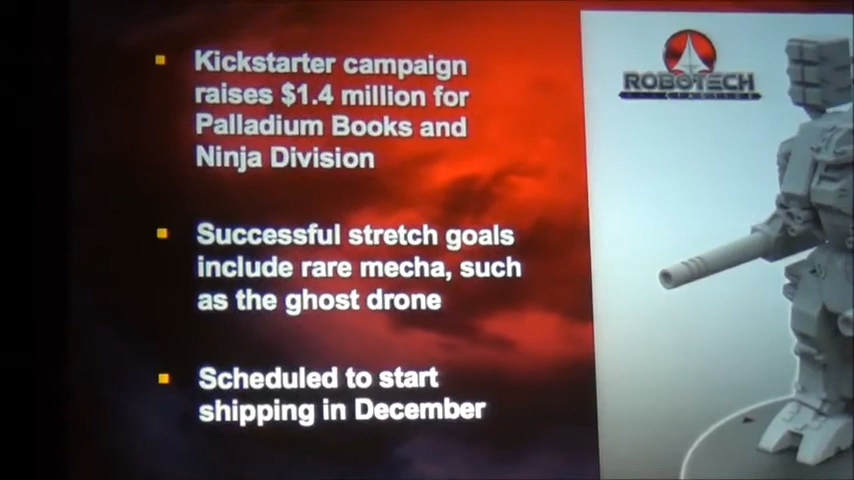 Kickstarter campaign
raises $1.4 million for
Palladium Books and
Ninja Division
Successful stretch goals
include rare mecha, such
as the ghost drone
Scheduled to start
shipping in December
ROBOTECH
TACTICS